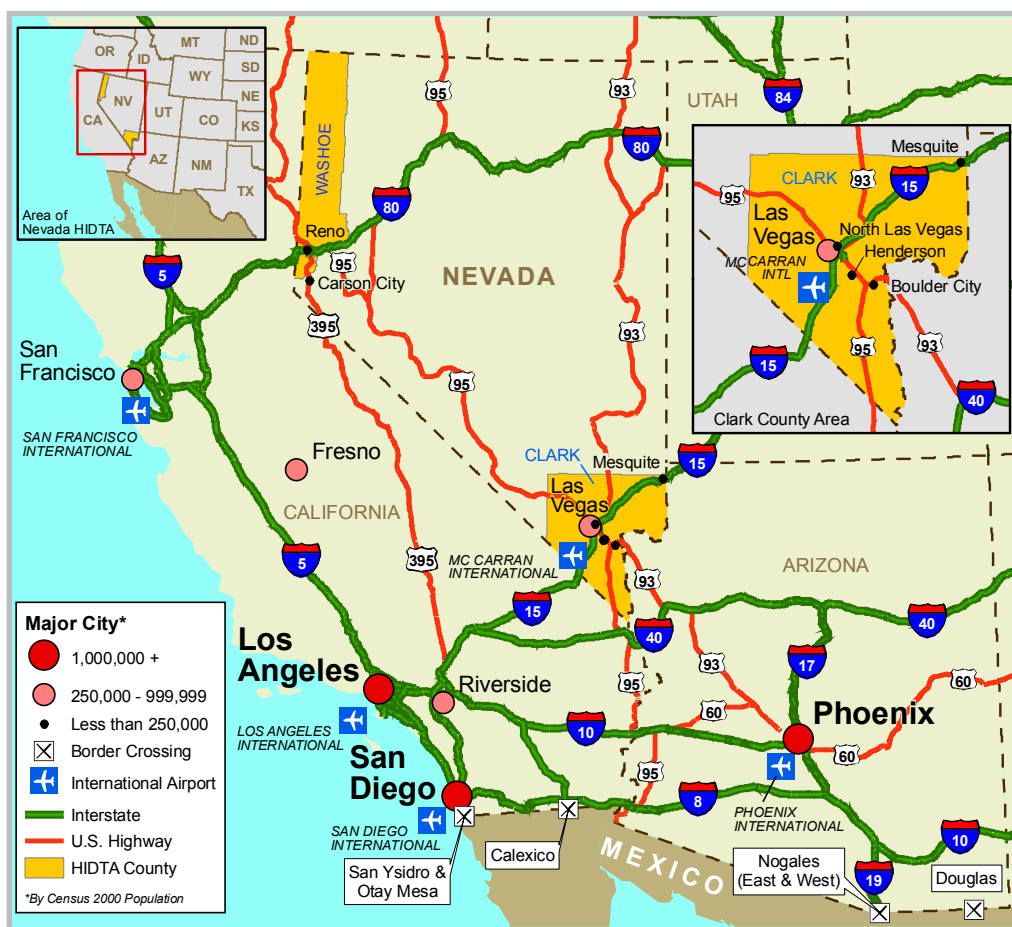 OR
ID
MT
ND
SD
WY
NE
NV
UT
CO
KS
CA
AZ
NM
TX
Area of
Nevada HIDTA
95
93
84
UTAH
80
80
WASHOE
Reno
Carson City
95
NEVADA
5
395
93
95
San
Francisco
SAN FRANCISCO
INTERNATIONAL
Fresno
CALIFORNIA
5
395
CLARK
Mesquite
15
Las
Vegas
MC CARRAN
INTERNATIONAL
93
15
ARIZONA
40
40
Mesquite
CLARK
93
15
95
Las
Vegas
North Las Vegas
Henderson
MC CARRAN
INTL
Boulder City
93
95
15
40
Clark County Area
Los
Angeles
Riverside
LOS ANGELES
INTERNATIONAL
10
95
93
17
60
60
Phoenix
60
San
Diego
SAN DIEGO
INTERNATIONAL
95
8
PHOENIX
INTERNATIONAL
10
San Ysidro &
Otay Mesa
Calexico
MEXICO
Nogales
(East & West)
19
Douglas
Major City*
1,000,000 +
250,000 - 999,999
Less than 250,000
Border Crossing
International Airport
Interstate
U.S. Highway
HIDTA County
*By Census 2000 Population